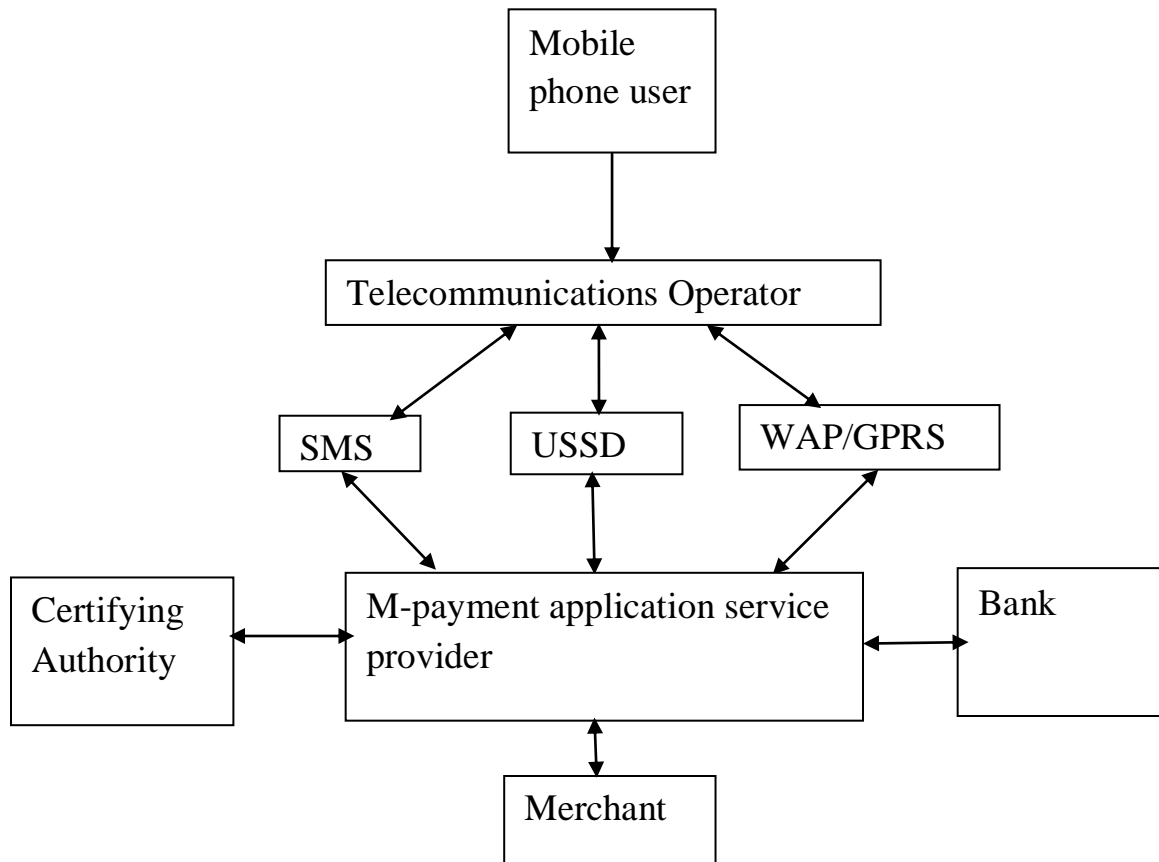 Mobile
phone user
Telecommunications Operator
SMS
USSD
WAP/GPRS
Certifying
Authority
M-payment application service
provider
Bank
Merchant